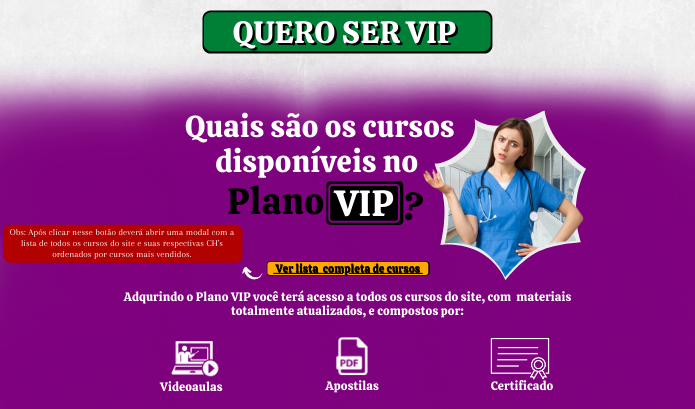 QUERO SER VIP
Quais são os cursos
disponíveis no
Plano VIP?
Obs: Após clicar nesse botão deverá abrir uma modal com a
lista de todos os cursos do site e suas respectivas CH's
ordenados por cursos mais vendidos.
Ver lista completa de cursos
Adqurindo o Plano VIP você terá acesso a todos os cursos do site, com materiais
totalmente atualizados, e compostos por:
PDF
Videoaulas
Apostilas
Certificado